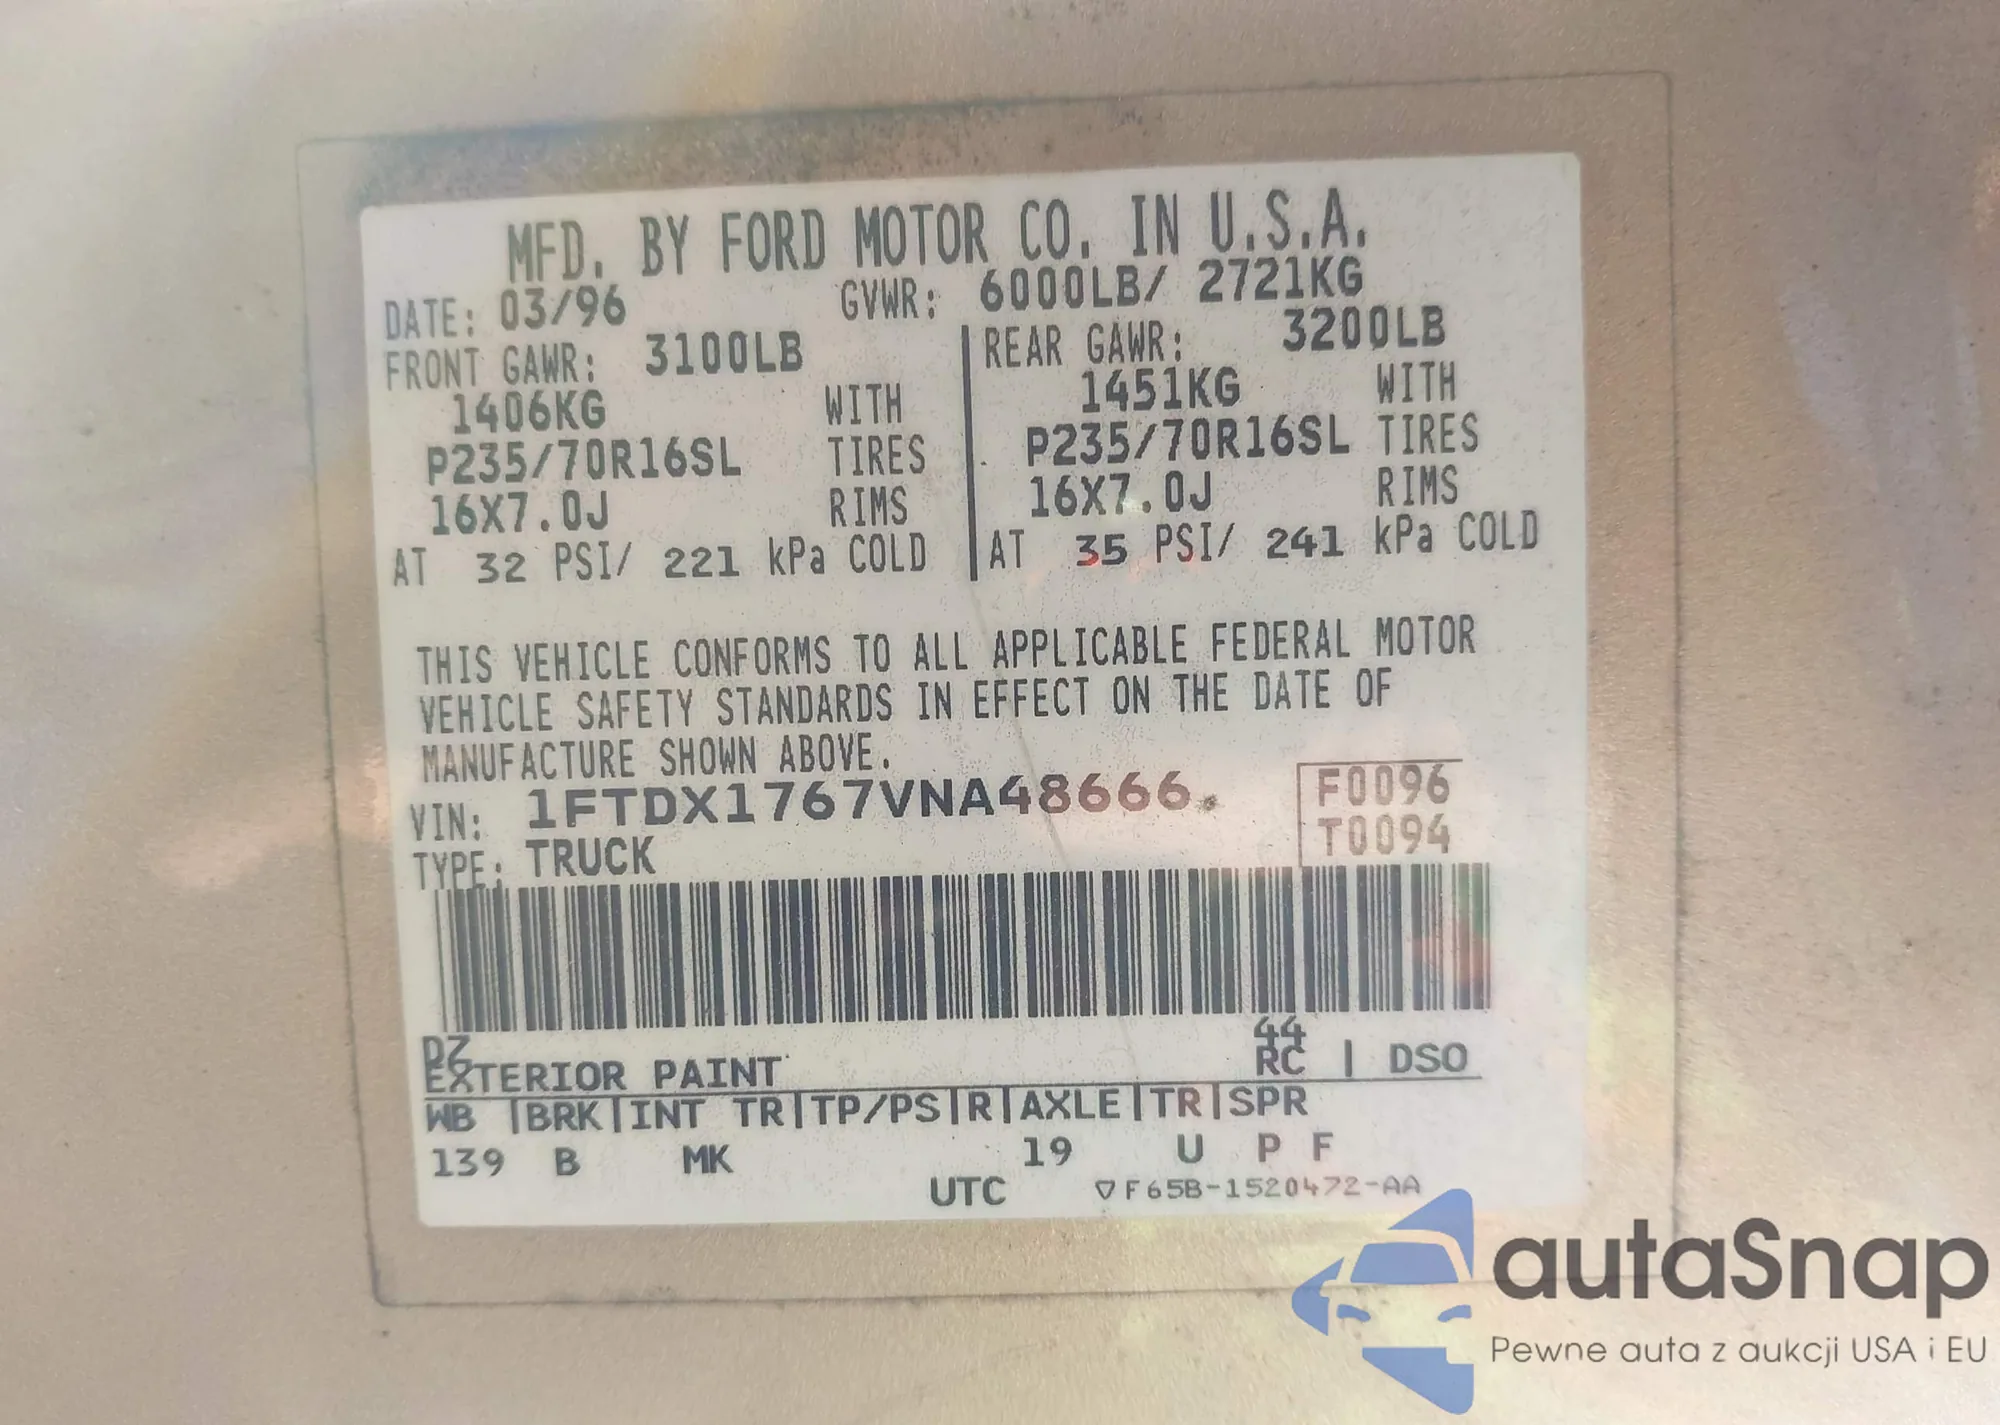 MFD. BY FORD MOTOR CO. IN U.S.A.
DATE: 03/96 GVWR: 6000LB/ 2721KG
FRONT GAWR: 3100LB REAR GAWR: 3200LB
1406KG WITH 1451KG WITH
P235/70R16SL TIRES P235/70R16SL TIRES
16X7.0J RIMS 16X7.0J RIMS
AT 32 PSI/ 221 kPa COLD AT 35 PSI/ 241 kPa COLD
THIS VEHICLE CONFORMS TO ALL APPLICABLE FEDERAL MOTOR
VEHICLE SAFETY STANDARDS IN EFFECT ON THE DATE OF
MANUFACTURE SHOWN ABOVE.
VIN: 1FTDX1767VNA48666. F0096
TYPE: TRUCK T0094
DZ 44
EXTERIOR PAINT RC | DSO
WB |BRK|INT TR|TP/PS|R|AXLE|TR|SPR
139 B MK 19 U P F
UTC ▽F65B-1520472-AA
autaSnap
Pewne auta z aukcji USA i EU